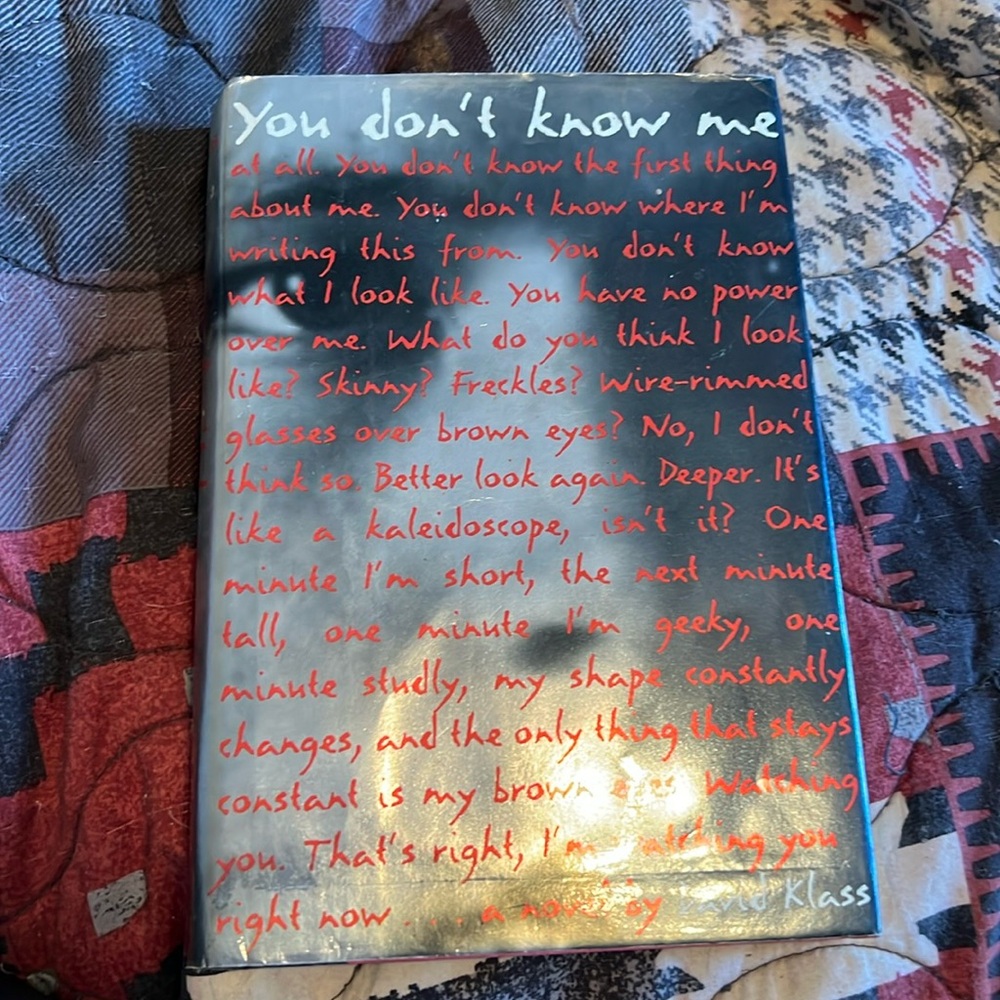 You don't know me
at all. You don't know the first thing
about me. You don't know where I'm
writing this from. You don't know
what I look like. You have no power
over me. What do you think I look
like? Skinny? Freckles? Wire-rimmed
glasses over brown eyes? No, I don't
think so. Better look again. Deeper. It's
like a kaleidoscope, isn't it? One
minute I'm short, the next minute
tall, one minute I'm geeky, one
minute studly, my shape constantly
changes, and the only thing that stays
constant is my brown eyes. Watching
you. That's right, I'm watching you
right now . . . a novel by David Klass